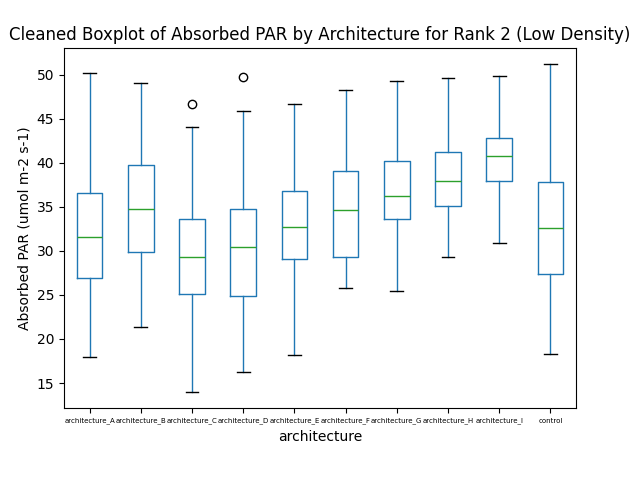 Cleaned Boxplot of Absorbed PAR by Architecture for Rank 2 (Low Density)
Absorbed PAR (umol m-2 s-1)
50
45
40
35
30
25
20
15
architecture_A architecture_B architecture_C architecture_D architecture_E architecture_F architecture_G architecture_H architecture_I control
architecture